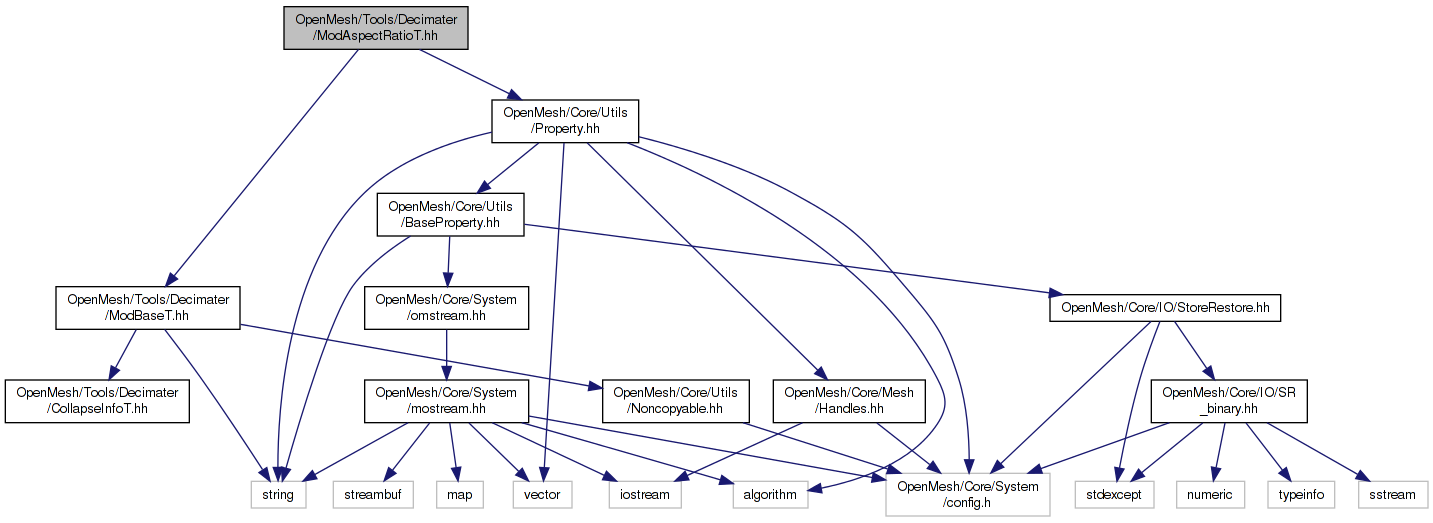 OpenMesh/Tools/Decimater
/ModAspectRatioT.hh
OpenMesh/Core/Utils
/Property.hh
OpenMesh/Core/Utils
/BaseProperty.hh
OpenMesh/Tools/Decimater
/ModBaseT.hh
OpenMesh/Core/System
/omstream.hh
OpenMesh/Core/IO/StoreRestore.hh
OpenMesh/Tools/Decimater
/CollapseInfoT.hh
OpenMesh/Core/System
/mostream.hh
OpenMesh/Core/Utils
/Noncopyable.hh
OpenMesh/Core/Mesh
/Handles.hh
OpenMesh/Core/IO/SR
_binary.hh
string
streambuf
map
vector
iostream
algorithm
OpenMesh/Core/System
/config.h
stdexcept
numeric
typeinfo
sstream